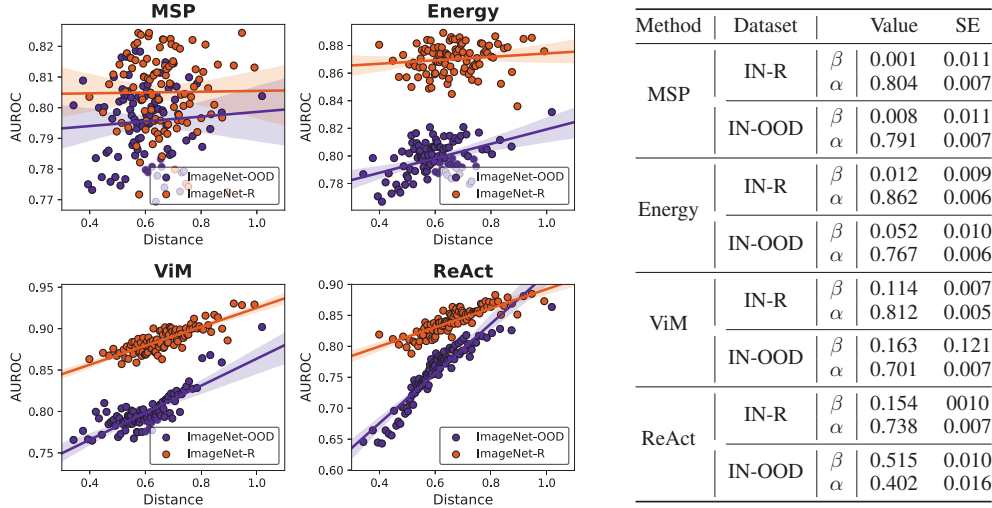 MSP
Energy
0.82
0.81
0.80
0.79
0.78
0.77
AUROC
0.4 0.6 0.8 1.0
Distance
ImageNet-OOD
ImageNet-R
0.88
0.86
0.84
0.82
0.80
0.78
AUROC
0.4 0.6 0.8 1.0
Distance
ImageNet-OOD
ImageNet-R
ViM
ReAct
0.95
0.90
0.85
0.80
0.75
AUROC
0.4 0.6 0.8 1.0
Distance
ImageNet-OOD
ImageNet-R
0.90
0.85
0.80
0.75
0.70
0.65
0.60
AUROC
0.4 0.6 0.8 1.0
Distance
ImageNet-OOD
ImageNet-R
Method Dataset Value SE
MSP
IN-R
β 0.001 0.011
α 0.804 0.007
IN-OOD
β 0.008 0.011
α 0.791 0.007
Energy
IN-R
β 0.012 0.009
α 0.862 0.006
IN-OOD
β 0.052 0.010
α 0.767 0.006
ViM
IN-R
β 0.114 0.007
α 0.812 0.005
IN-OOD
β 0.163 0.121
α 0.701 0.007
ReAct
IN-R
β 0.154 0010
α 0.738 0.007
IN-OOD
β 0.515 0.010
α 0.402 0.016